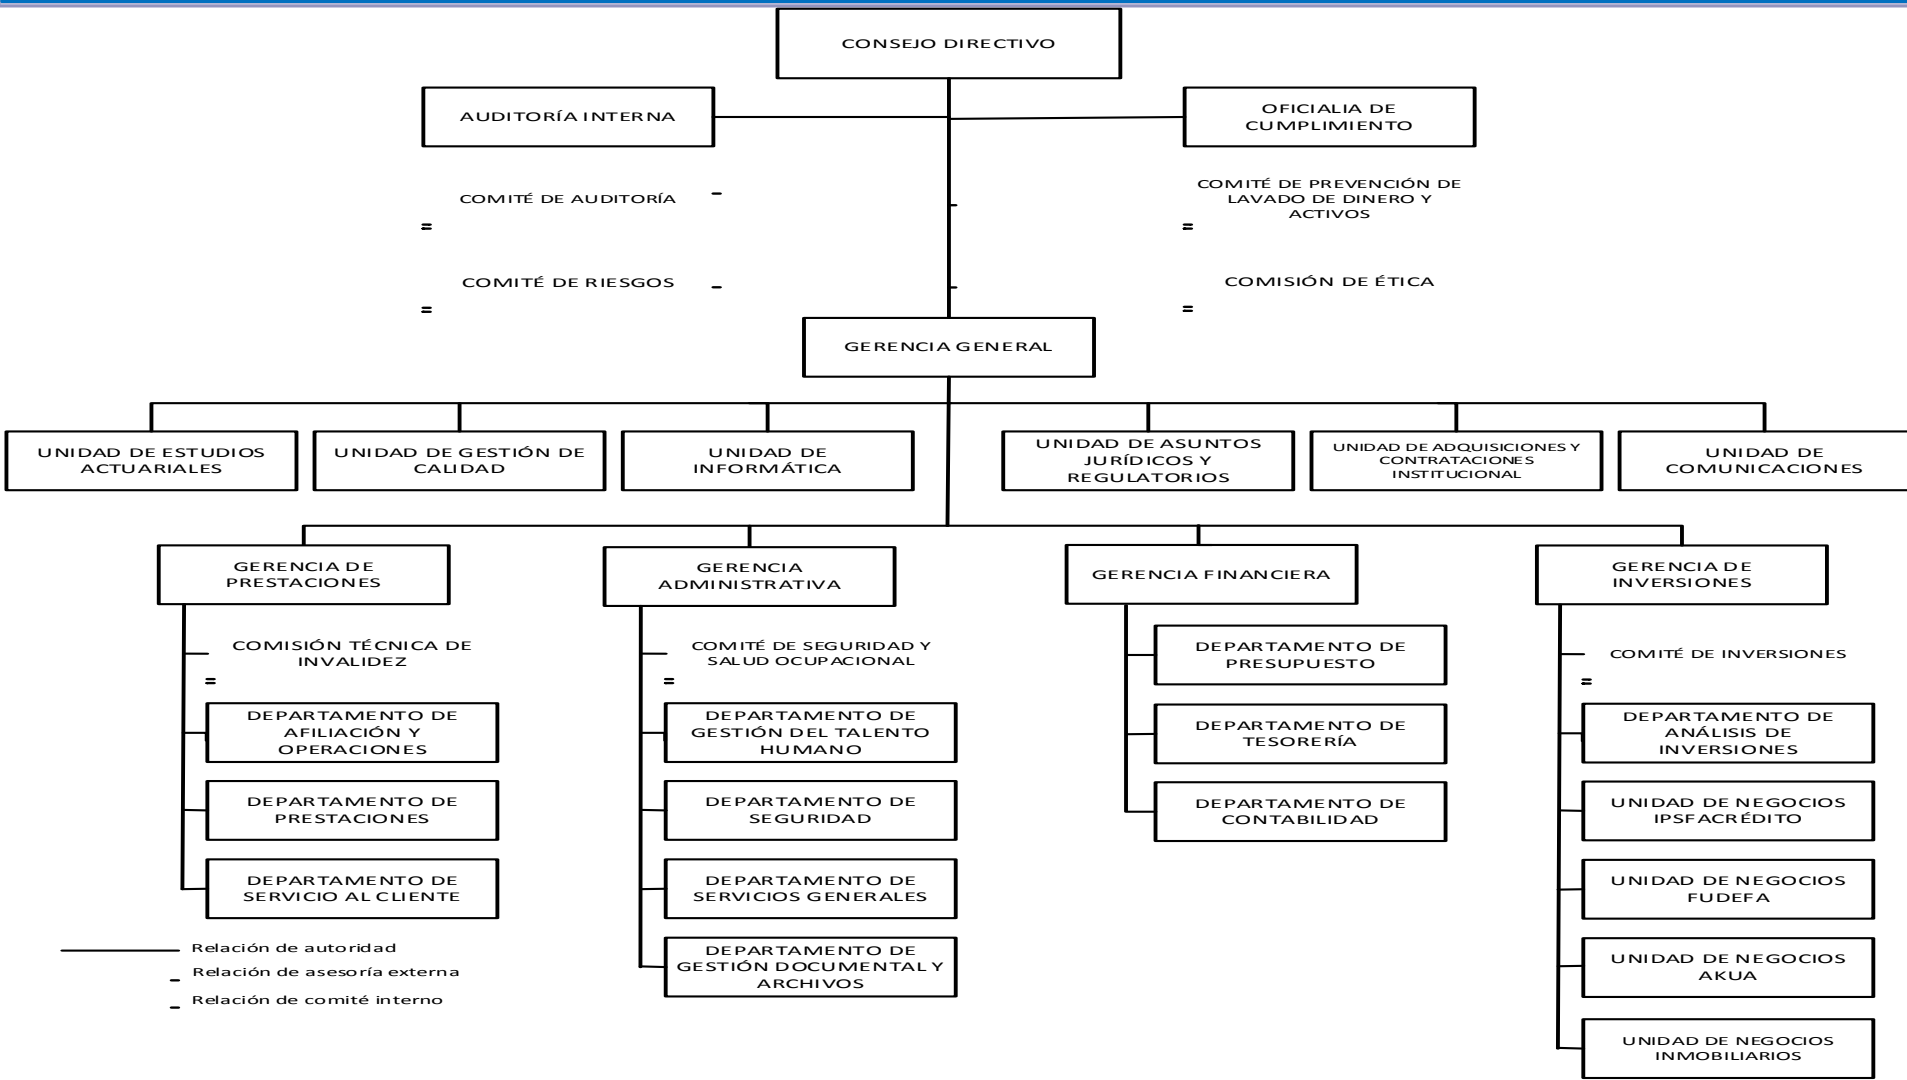 CONSEJO DIRECTIVO
AUDITORÍA INTERNA
OFICIALIA DE
CUMPLIMIENTO
COMITÉ DE AUDITORÍA
COMITÉ DE PREVENCIÓN DE
LAVADO DE DINERO Y
ACTIVOS
COMITÉ DE RIESGOS
COMISIÓN DE ÉTICA
GERENCIA GENERAL
UNIDAD DE ESTUDIOS
ACTUARIALES
UNIDAD DE GESTIÓN DE
CALIDAD
UNIDAD DE
INFORMÁTICA
UNIDAD DE ASUNTOS
JURÍDICOS Y
REGULATORIOS
UNIDAD DE ADQUISICIONES Y
CONTRATACIONES
INSTITUCIONAL
UNIDAD DE
COMUNICACIONES
GERENCIA DE
PRESTACIONES
COMISIÓN TÉCNICA DE
INVALIDEZ
DEPARTAMENTO DE
AFILIACIÓN Y
OPERACIONES
DEPARTAMENTO DE
PRESTACIONES
DEPARTAMENTO DE
SERVICIO AL CLIENTE
GERENCIA
ADMINISTRATIVA
COMITÉ DE SEGURIDAD Y
SALUD OCUPACIONAL
DEPARTAMENTO DE
GESTIÓN DEL TALENTO
HUMANO
DEPARTAMENTO DE
SEGURIDAD
DEPARTAMENTO DE
SERVICIOS GENERALES
DEPARTAMENTO DE
GESTIÓN DOCUMENTAL Y
ARCHIVOS
GERENCIA FINANCIERA
DEPARTAMENTO DE
PRESUPUESTO
DEPARTAMENTO DE
TESORERÍA
DEPARTAMENTO DE
CONTABILIDAD
GERENCIA DE
INVERSIONES
COMITÉ DE INVERSIONES
DEPARTAMENTO DE
ANÁLISIS DE
INVERSIONES
UNIDAD DE NEGOCIOS
IPSFACRÉDITO
UNIDAD DE NEGOCIOS
FUDEFA
UNIDAD DE NEGOCIOS
AKUA
UNIDAD DE NEGOCIOS
INMOBILIARIOS
Relación de autoridad
Relación de asesoría externa
Relación de comité interno